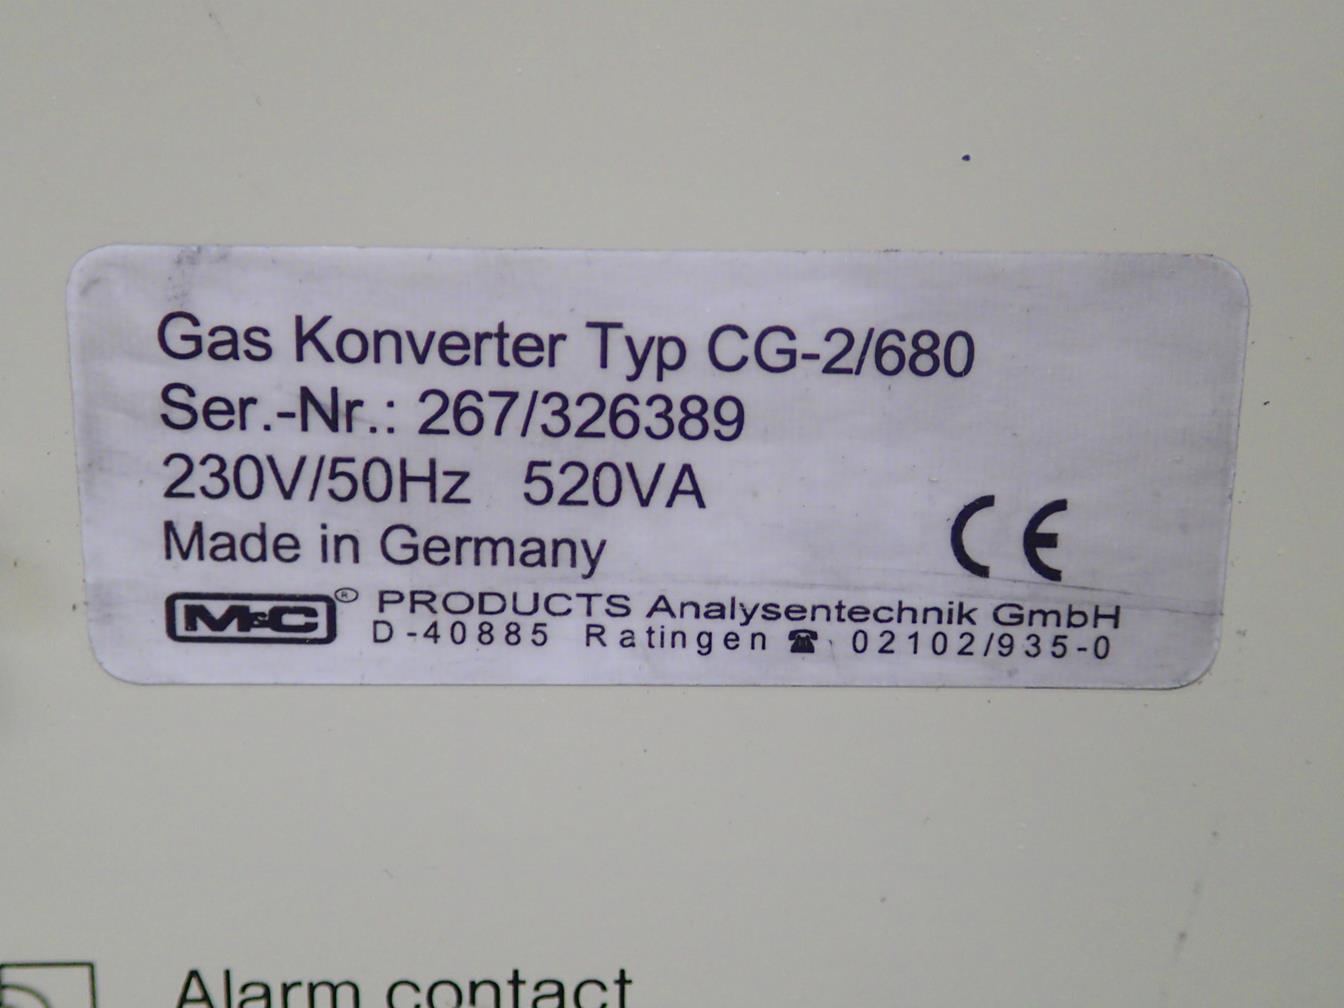 Gas Konverter Typ CG-2/680
Ser.-Nr.: 267/326389
230V/50Hz 520VA
Made in Germany
CE
M&C® PRODUCTS Analysentechnik GmbH
D-40885 Ratingen ☎ 02102/935-0
Alarm contact